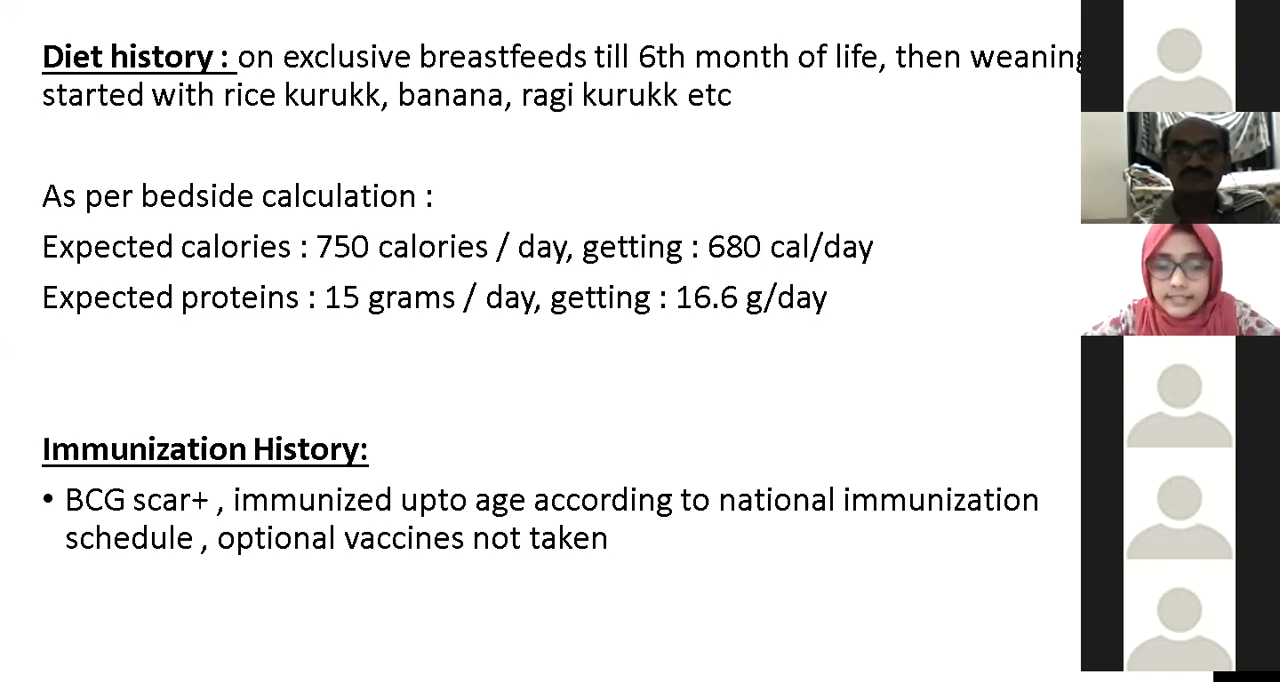 Diet history : on exclusive breastfeeds till 6th month of life, then weaning
started with rice kurukk, banana, ragi kurukk etc
As per bedside calculation :
Expected calories : 750 calories / day, getting : 680 cal/day
Expected proteins : 15 grams / day, getting : 16.6 g/day
Immunization History:
• BCG scar+ , immunized upto age according to national immunization
schedule , optional vaccines not taken